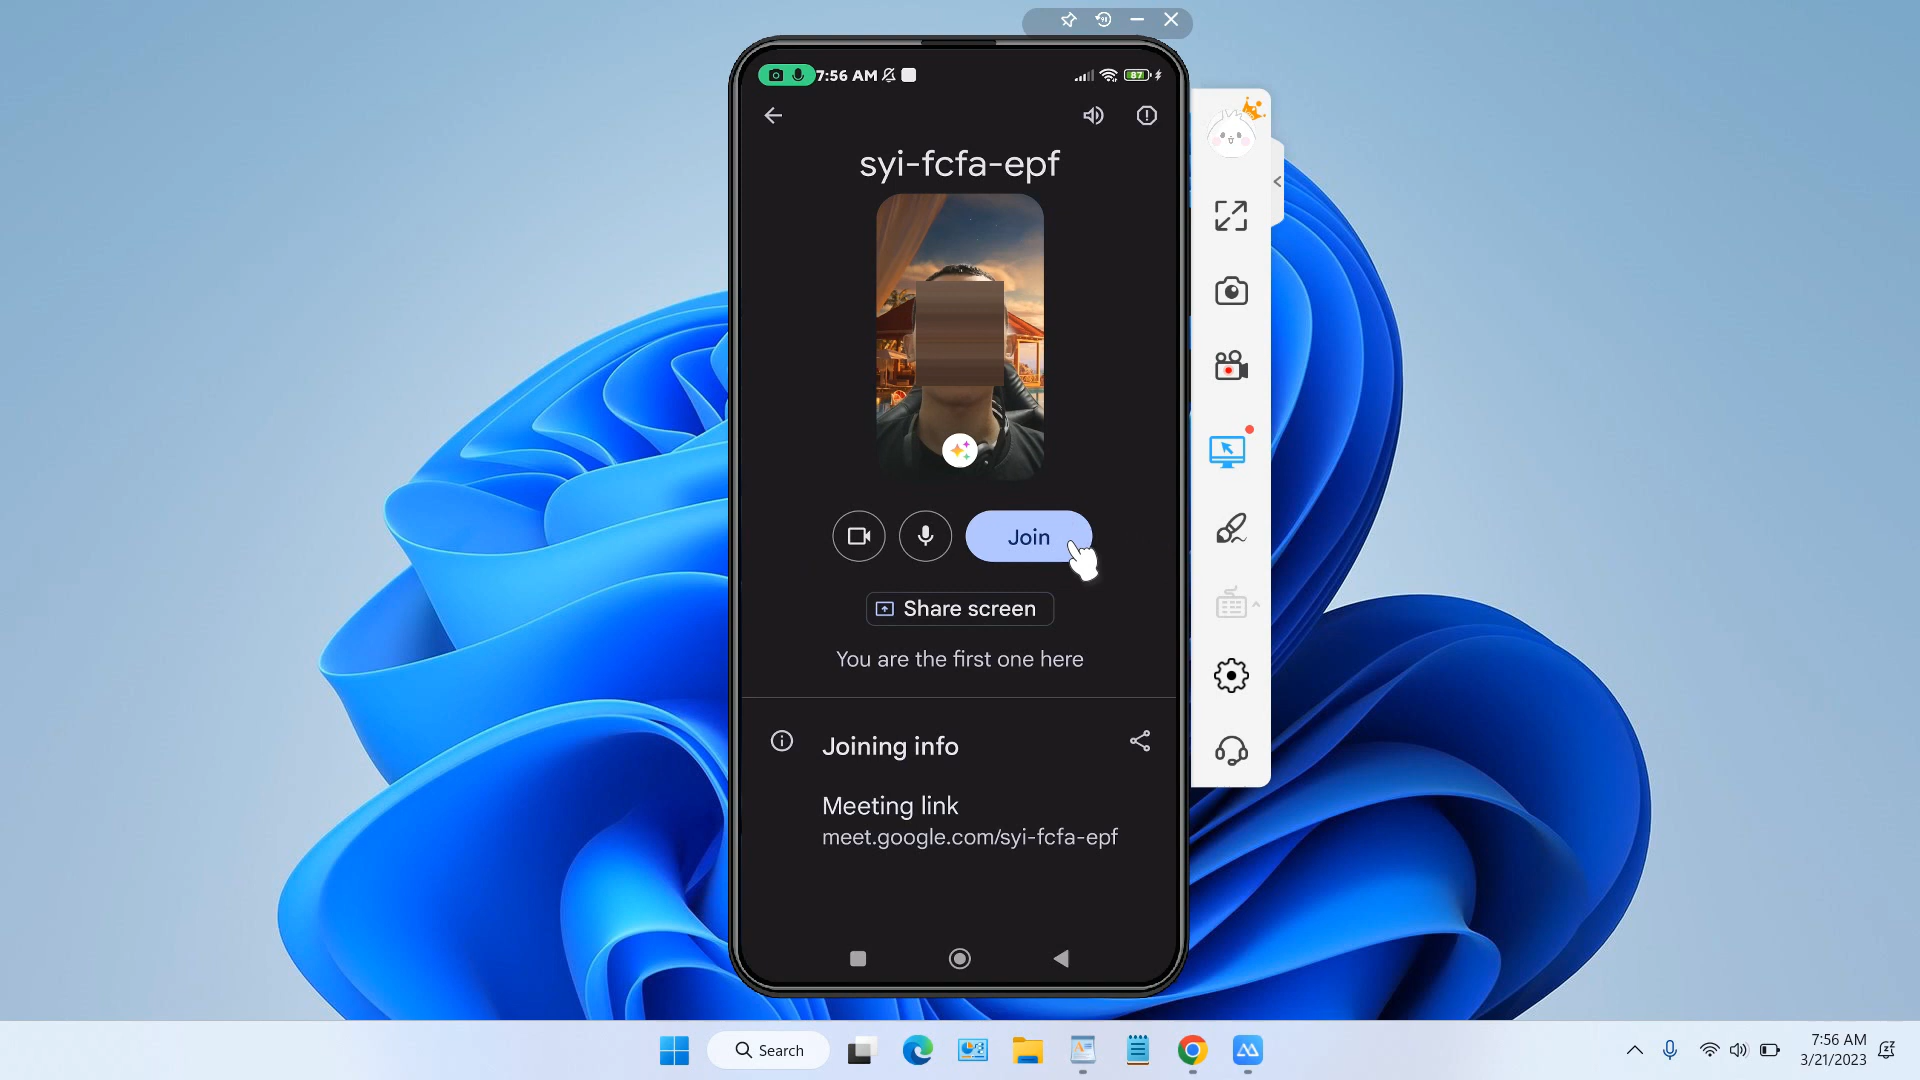 7:56 AM
87
syi-fcfa-epf
Join
Share screen
You are the first one here
Joining info
Meeting link
meet.google.com/syi-fcfa-epf
Search
7:56 AM
3/21/2023